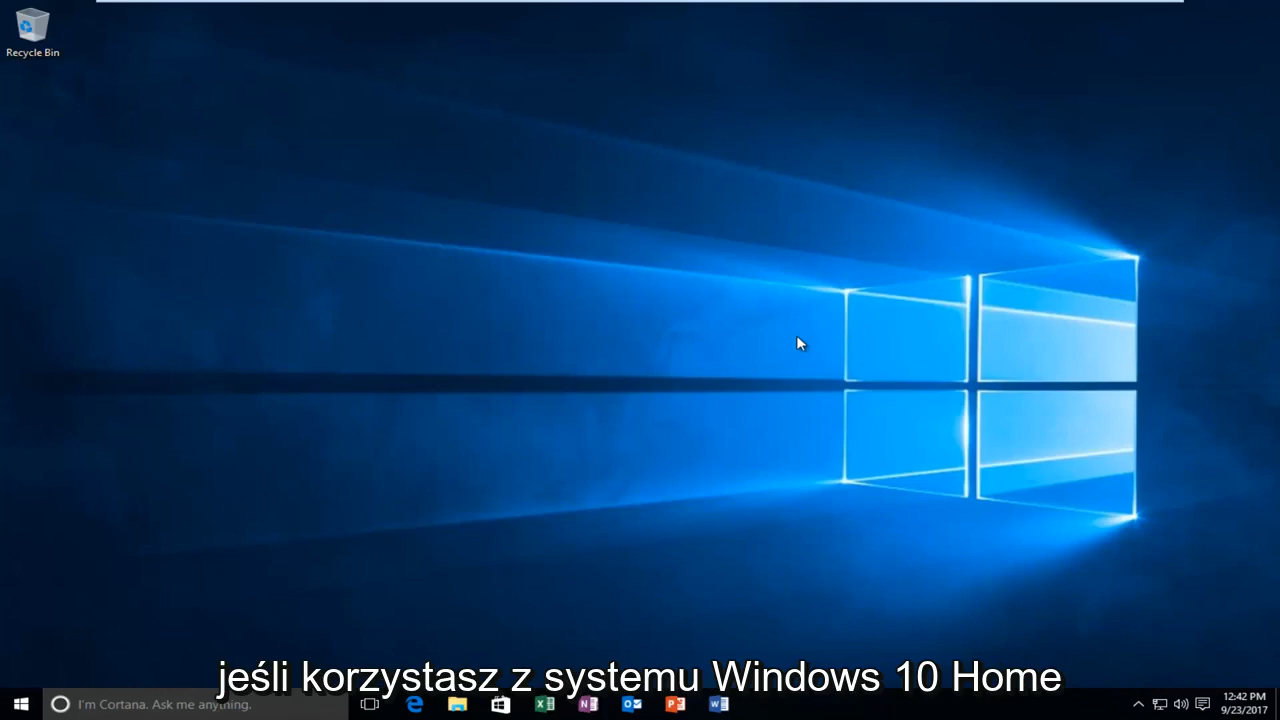 Recycle Bin
jeśli korzystasz z systemu Windows 10 Home
I'm Cortana. Ask me anything.
12:42 PM
9/23/2017